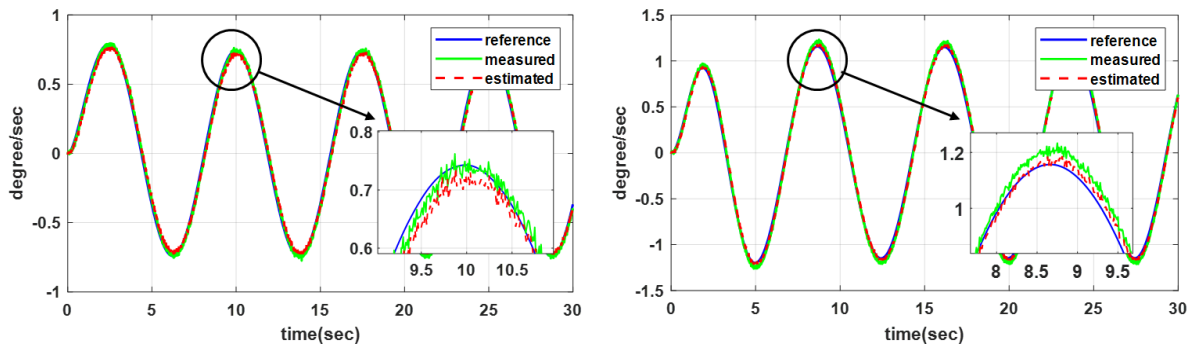 1
0.5
0
-0.5
-1
degree/sec
reference
measured
estimated
0.8
0.7
0.6
9.5 10 10.5
0 5 10 15 20 25 30
time(sec)
1.5
1
0.5
0
-0.5
-1
-1.5
degree/sec
reference
measured
estimated
1.2
1
8 8.5 9 9.5
0 5 10 15 20 25 30
time(sec)